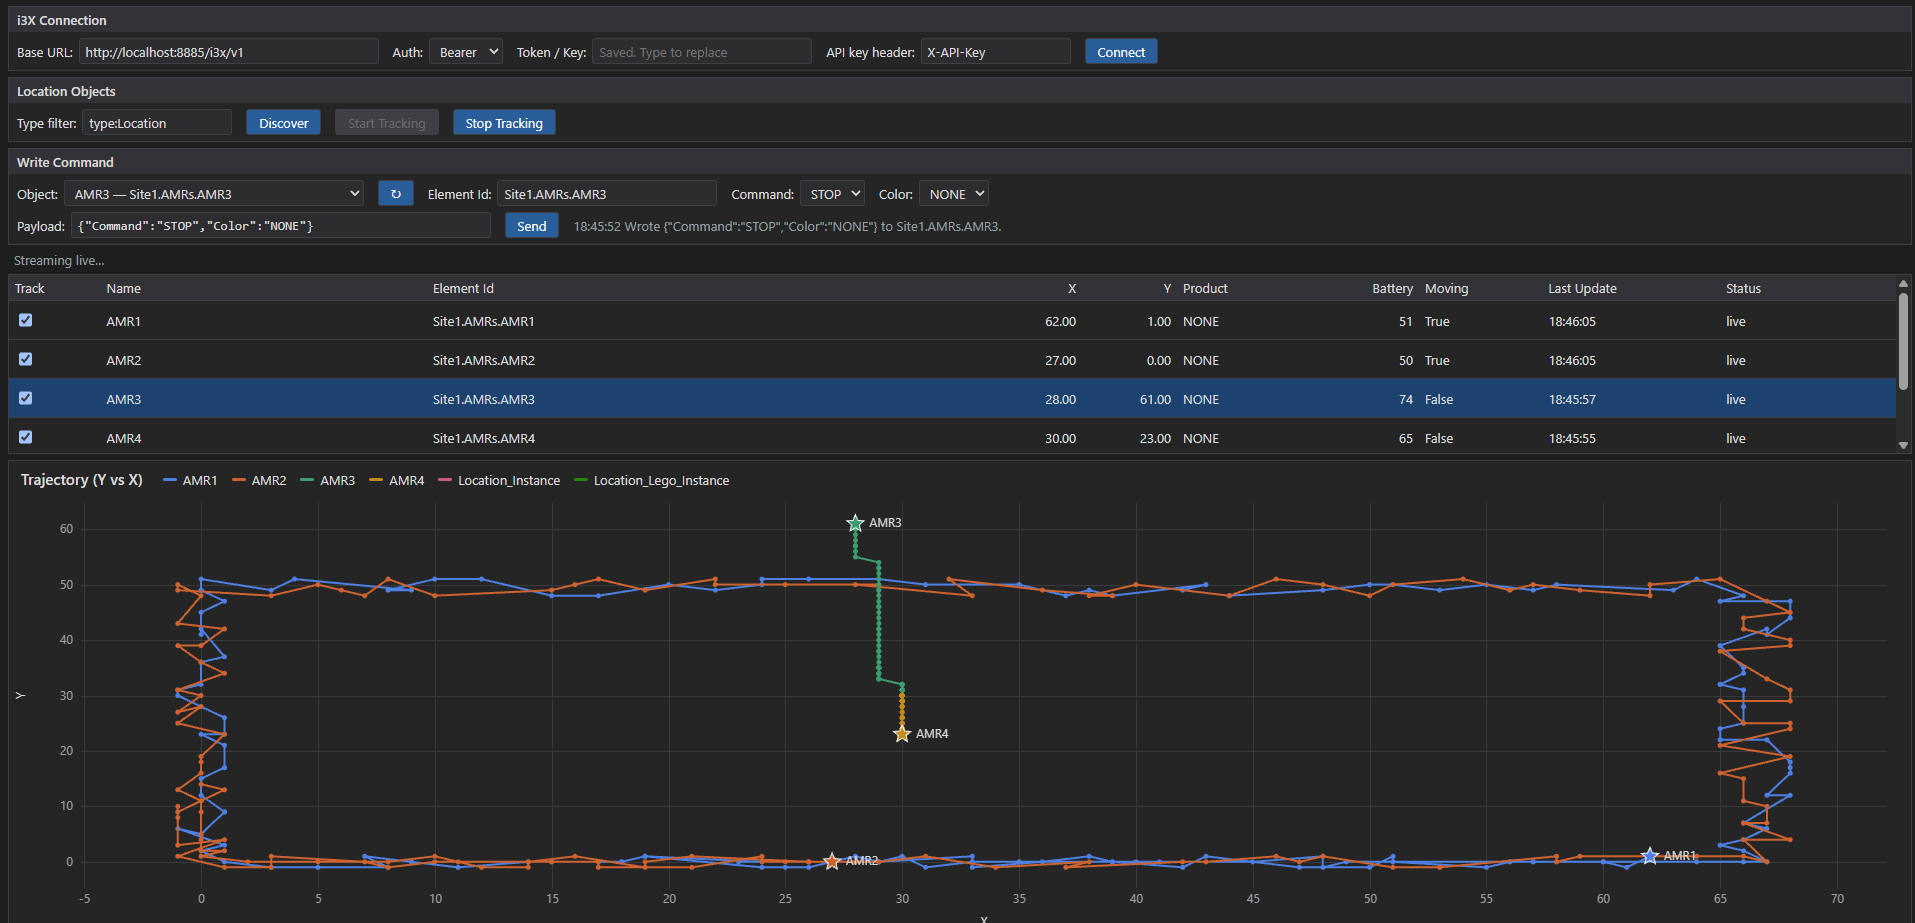 i3X Connection
Base URL: http://localhost:8885/i3x/v1 Auth: Bearer Token / Key: Saved. Type to replace API key header: X-API-Key Connect
Location Objects
Type filter: type:Location Discover Start Tracking Stop Tracking
Write Command
Object: AMR3 — Site1.AMRs.AMR3 ↻ Element Id: Site1.AMRs.AMR3 Command: STOP Color: NONE
Payload: {"Command":"STOP","Color":"NONE"} Send 18:45:52 Wrote {"Command":"STOP","Color":"NONE"} to Site1.AMRs.AMR3.
Streaming live...
Track Name Element Id X Y Product Battery Moving Last Update Status
AMR1 Site1.AMRs.AMR1 62.00 1.00 NONE 51 True 18:46:05 live
AMR2 Site1.AMRs.AMR2 27.00 0.00 NONE 50 True 18:46:05 live
AMR3 Site1.AMRs.AMR3 28.00 61.00 NONE 74 False 18:45:57 live
AMR4 Site1.AMRs.AMR4 30.00 23.00 NONE 65 False 18:45:55 live
Trajectory (Y vs X) AMR1 AMR2 AMR3 AMR4 Location_Instance Location_Lego_Instance
AMR3
60
50
40
Y
30
AMR4
20
10
0
AMR2
AMR1
-5 0 5 10 15 20 25 30 35 40 45 50 55 60 65 70
X